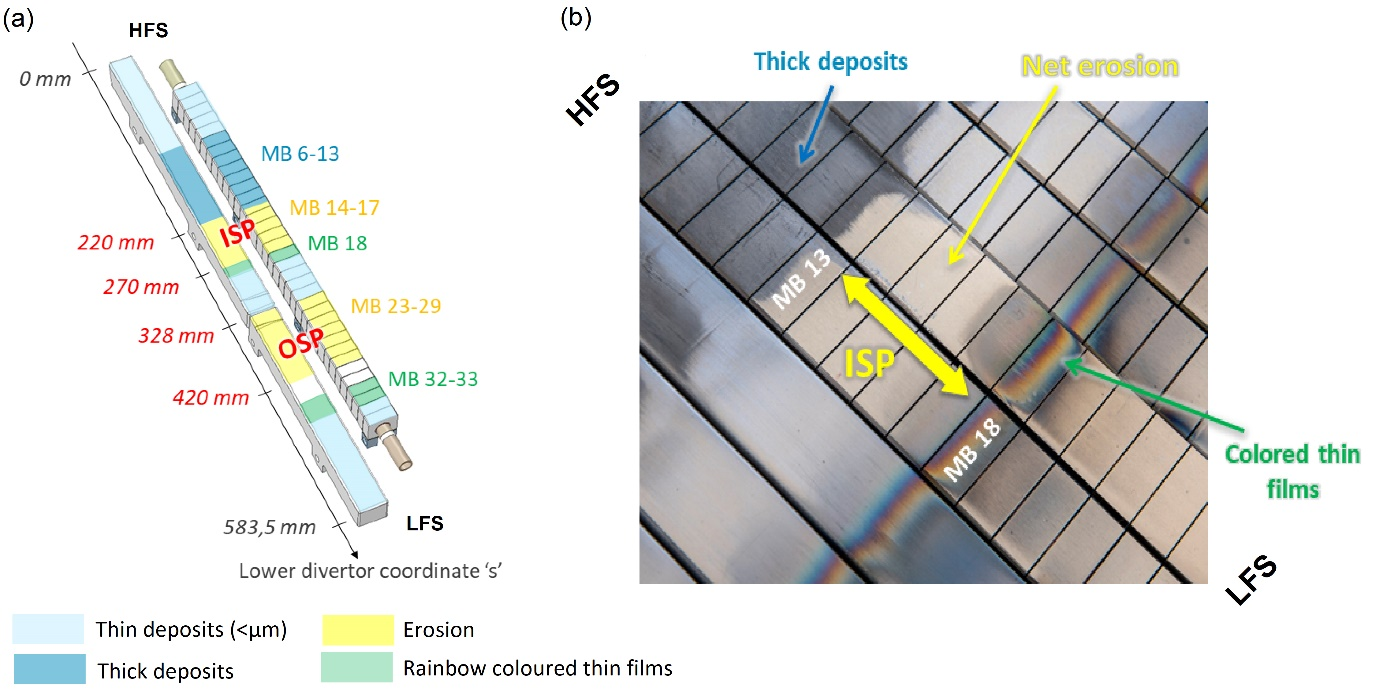 (a)
HFS
0 mm
MB 6-13
MB 14-17
ISP
MB 18
220 mm
270 mm
MB 23-29
328 mm
OSP
MB 32-33
420 mm
583,5 mm
LFS
Lower divertor coordinate ‘s’
Thin deposits (<µm)
Erosion
Thick deposits
Rainbow coloured thin films
(b)
Thick deposits
Net erosion
HFS
MB 13
ISP
MB 18
Colored thin
films
LFS